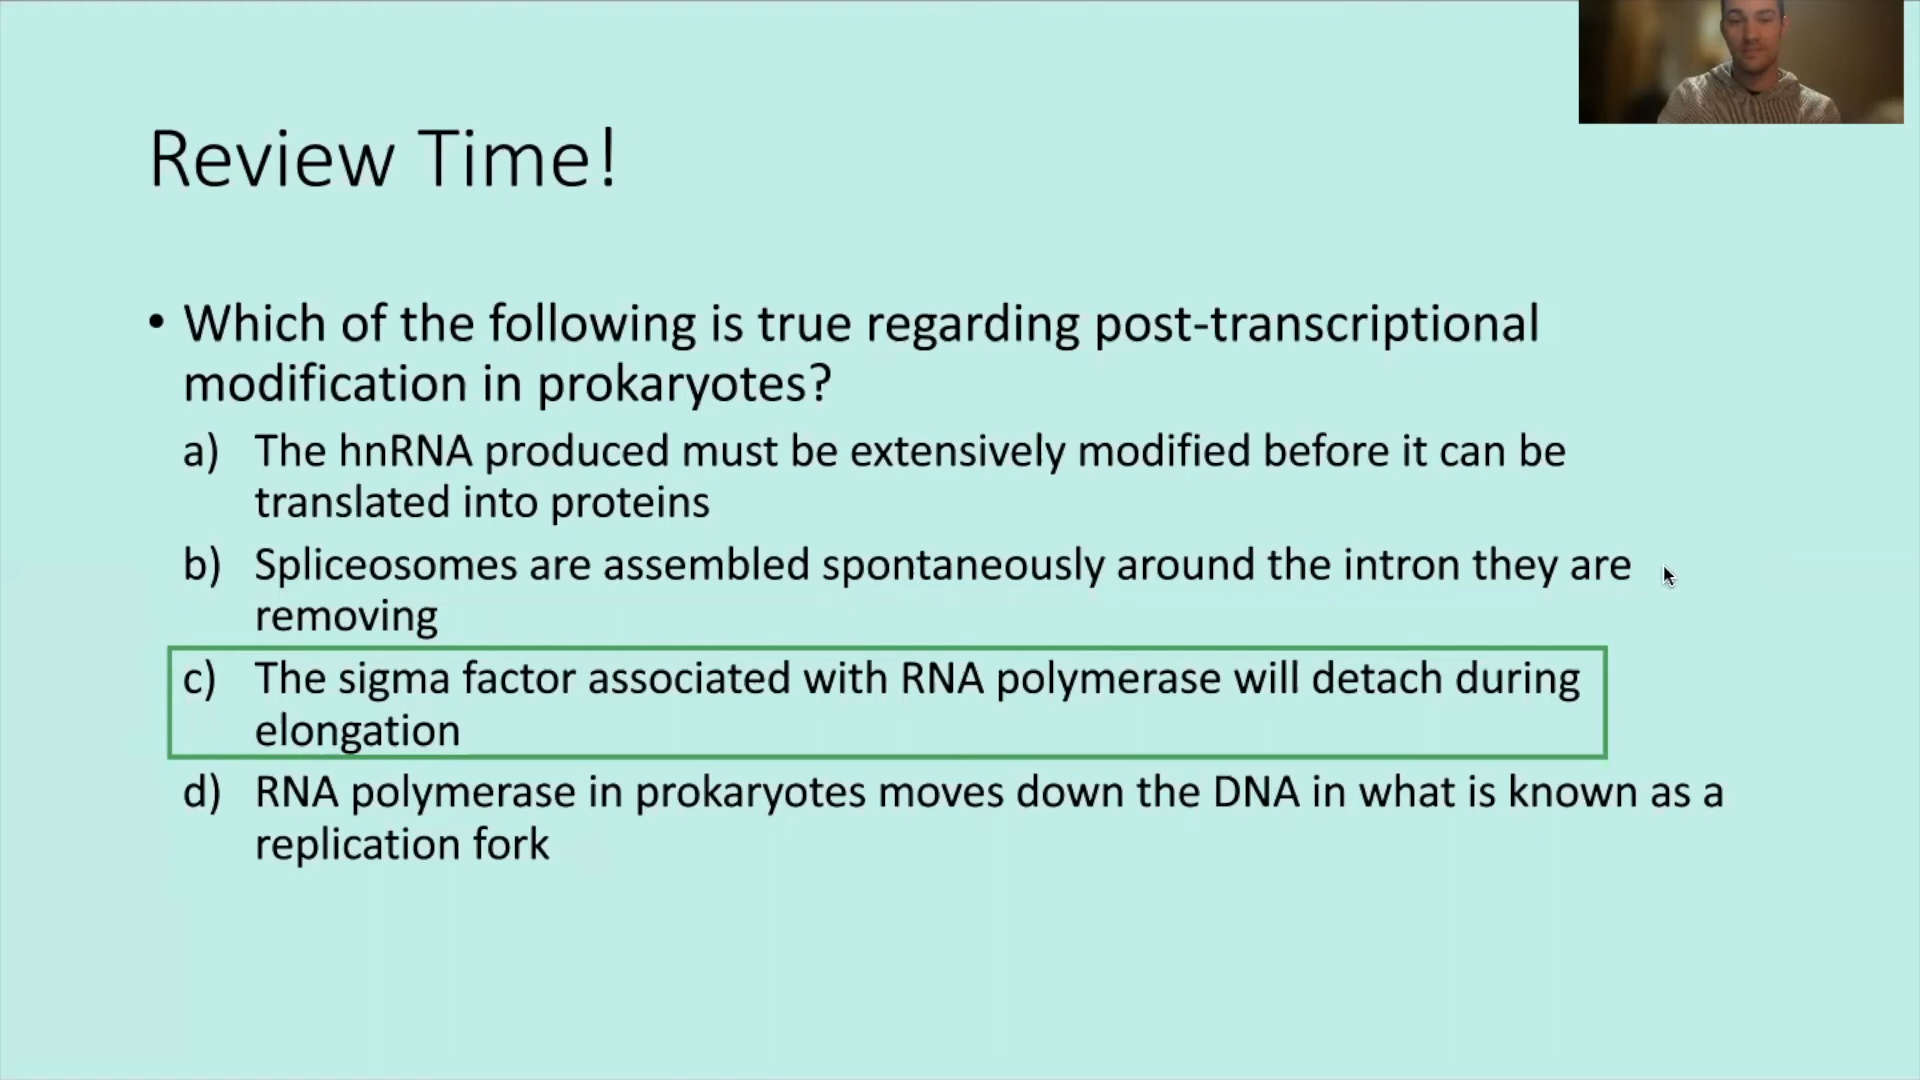 Review Time!
• Which of the following is true regarding post-transcriptional
modification in prokaryotes?
a) The hnRNA produced must be extensively modified before it can be
translated into proteins
b) Spliceosomes are assembled spontaneously around the intron they are
removing
c) The sigma factor associated with RNA polymerase will detach during
elongation
d) RNA polymerase in prokaryotes moves down the DNA in what is known as a
replication fork